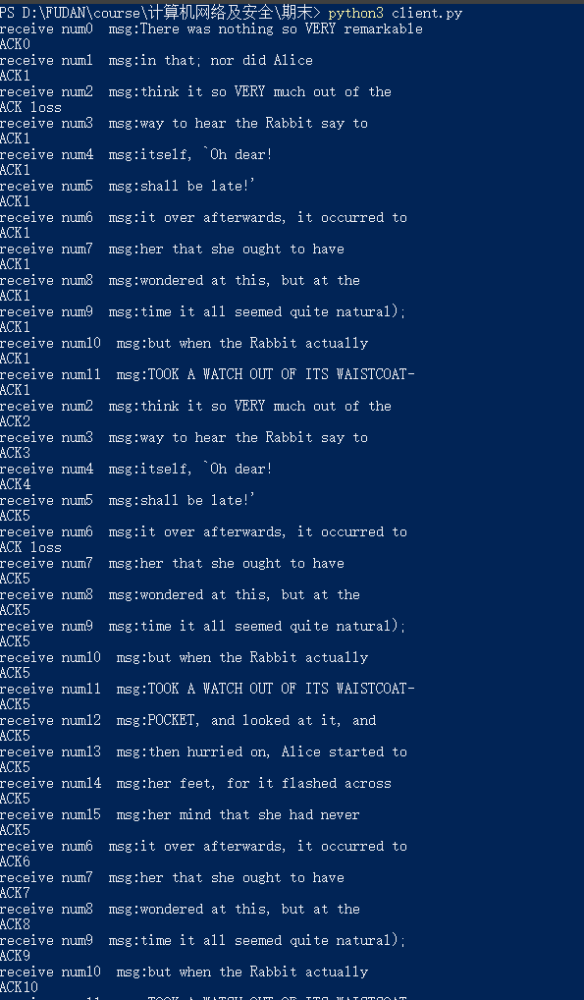 PS D:\FUDAN\course\计算机网络及安全\期末> python3 client.py
receive num0  msg:There was nothing so VERY remarkable
ACK0
receive num1  msg:in that; nor did Alice
ACK1
receive num2  msg:think it so VERY much out of the
ACK loss
receive num3  msg:way to hear the Rabbit say to
ACK1
receive num4  msg:itself, `Oh dear!
ACK1
receive num5  msg:shall be late!'
ACK1
receive num6  msg:it over afterwards, it occurred to
ACK1
receive num7  msg:her that she ought to have
ACK1
receive num8  msg:wondered at this, but at the
ACK1
receive num9  msg:time it all seemed quite natural);
ACK1
receive num10  msg:but when the Rabbit actually
ACK1
receive num11  msg:TOOK A WATCH OUT OF ITS WAISTCOAT-
ACK1
receive num2  msg:think it so VERY much out of the
ACK2
receive num3  msg:way to hear the Rabbit say to
ACK3
receive num4  msg:itself, `Oh dear!
ACK4
receive num5  msg:shall be late!'
ACK5
receive num6  msg:it over afterwards, it occurred to
ACK loss
receive num7  msg:her that she ought to have
ACK5
receive num8  msg:wondered at this, but at the
ACK5
receive num9  msg:time it all seemed quite natural);
ACK5
receive num10  msg:but when the Rabbit actually
ACK5
receive num11  msg:TOOK A WATCH OUT OF ITS WAISTCOAT-
ACK5
receive num12  msg:POCKET, and looked at it, and
ACK5
receive num13  msg:then hurried on, Alice started to
ACK5
receive num14  msg:her feet, for it flashed across
ACK5
receive num15  msg:her mind that she had never
ACK5
receive num6  msg:it over afterwards, it occurred to
ACK6
receive num7  msg:her that she ought to have
ACK7
receive num8  msg:wondered at this, but at the
ACK8
receive num9  msg:time it all seemed quite natural);
ACK9
receive num10  msg:but when the Rabbit actually
ACK10